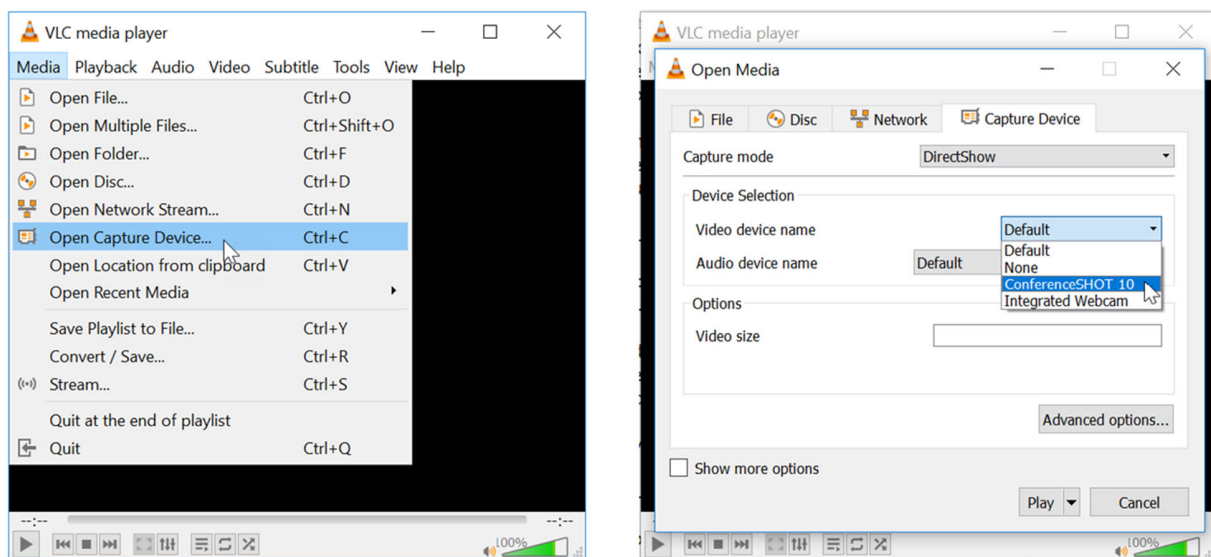 VLC media player
Media Playback Audio Video Subtitle Tools View Help
Open File... Ctrl+O
Open Multiple Files... Ctrl+Shift+O
Open Folder... Ctrl+F
Open Disc... Ctrl+D
Open Network Stream... Ctrl+N
Open Capture Device... Ctrl+C
Open Location from clipboard Ctrl+V
Open Recent Media
Save Playlist to File... Ctrl+Y
Convert / Save... Ctrl+R
Stream... Ctrl+S
Quit at the end of playlist
Quit Ctrl+Q
--:-- --:--
100%
VLC media player
Open Media
File Disc Network Capture Device
Capture mode DirectShow
Device Selection
Video device name Default
Default
Audio device name Default
None
ConferenceSHOT 10
Integrated Webcam
Options
Video size
Advanced options...
Show more options
Play Cancel
100%